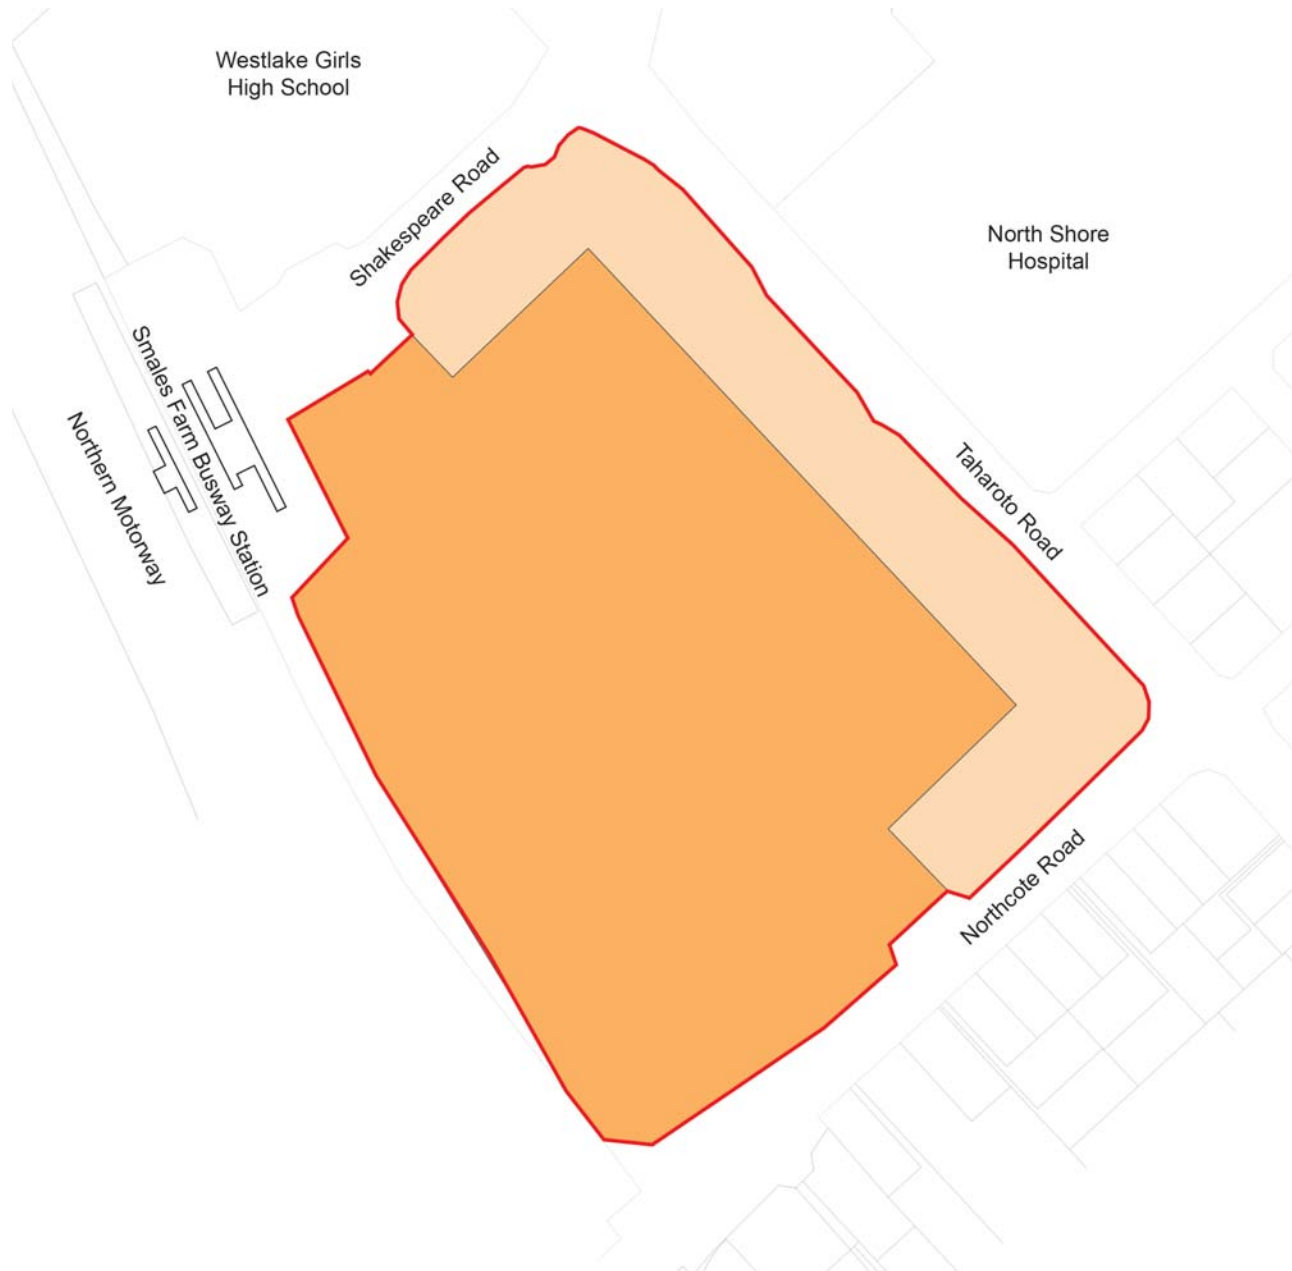 Westlake Girls
High School
Shakespeare Road
North Shore
Hospital
Smales Farm Busway Station
Northern Motorway
Taharoto Road
Northcote Road